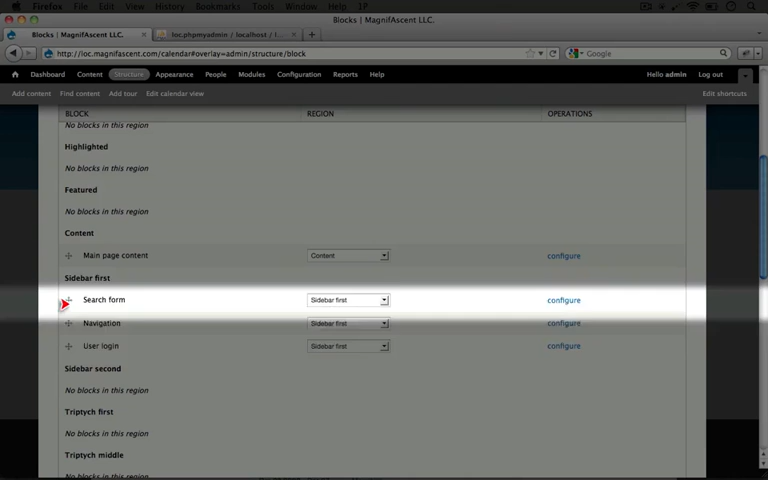 Firefox File Edit View History Bookmarks Tools Window Help
Blocks | MagnifAscent LLC.
Blocks | MagnifAscent LLC. loc.phpmyadmin / localhost / l...
http://loc.magnifascent.com/calendar#overlay=admin/structure/block Google
Dashboard Content Structure Appearance People Modules Configuration Reports Help Hello admin Log out
Add content Find content Add tour Edit calendar view Edit shortcuts
BLOCK REGION OPERATIONS
No blocks in this region
Highlighted
No blocks in this region
Featured
No blocks in this region
Content
Main page content Content configure
Sidebar first
Search form Sidebar first configure
Navigation Sidebar first configure
User login Sidebar first configure
Sidebar second
No blocks in this region
Triptych first
No blocks in this region
Triptych middle
No blocks in this region